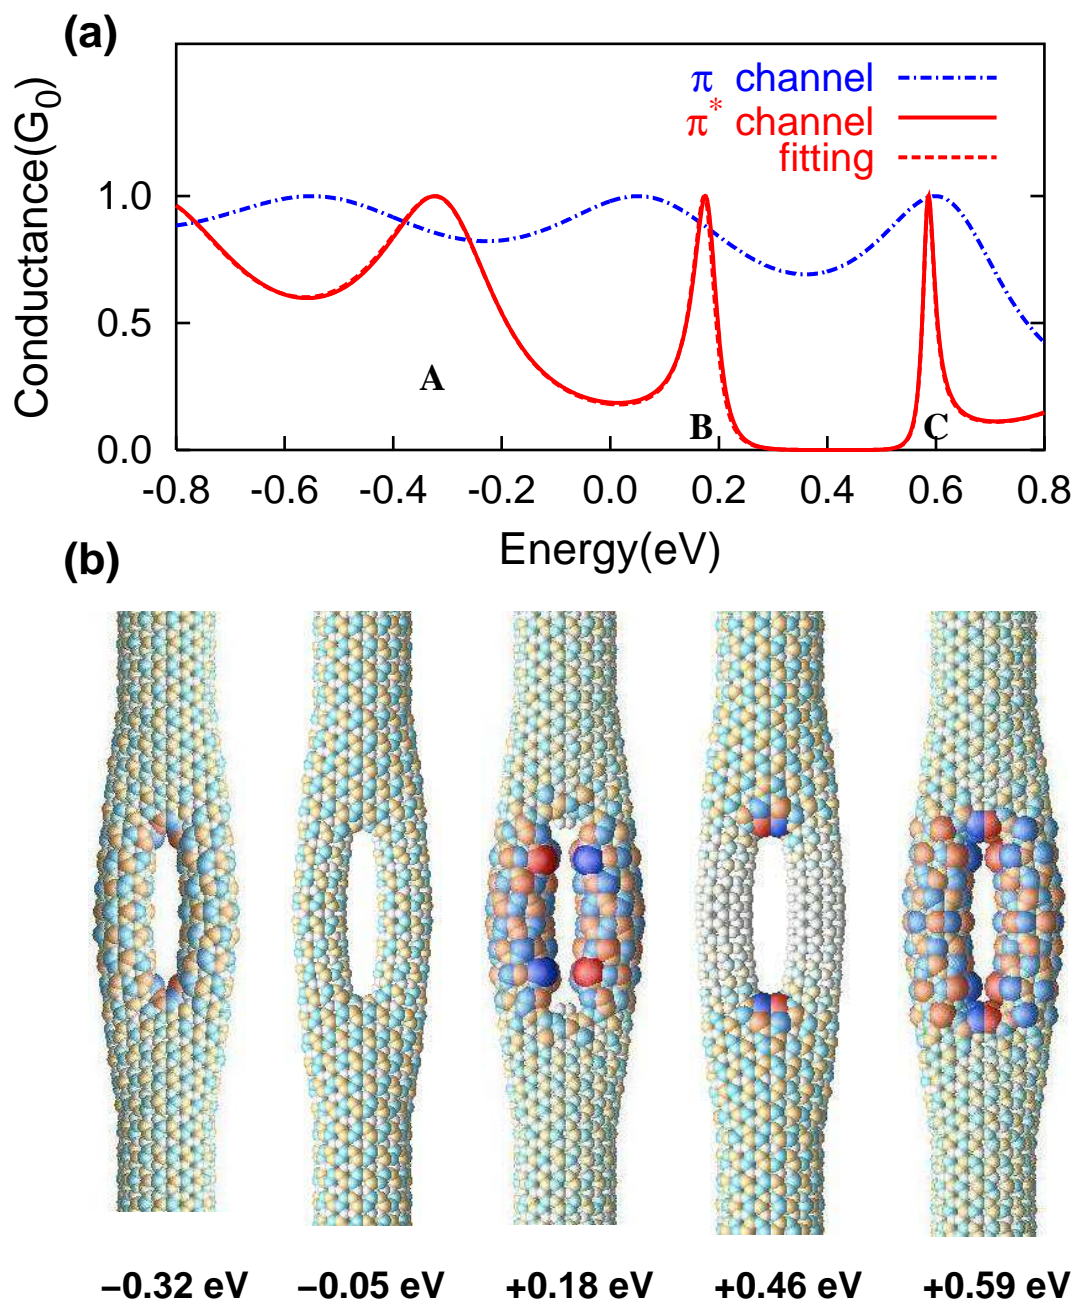 (a)
Conductance(G₀)
π channel
π* channel
fitting
1.0
0.5
0.0
A
B
C
-0.8 -0.6 -0.4 -0.2 0.0 0.2 0.4 0.6 0.8
Energy(eV)
(b)
−0.32 eV −0.05 eV +0.18 eV +0.46 eV +0.59 eV